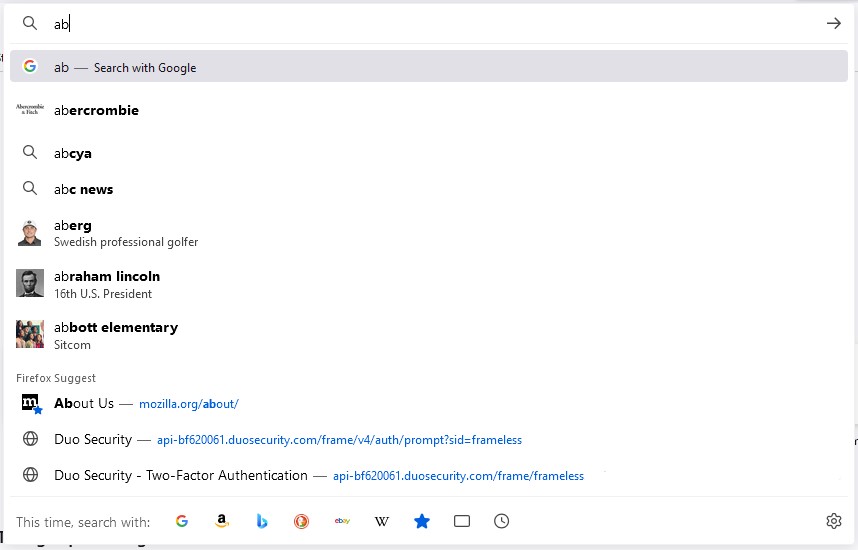 ab
ab — Search with Google
Abercrombie & Fitch
abercrombie
abcya
abc news
aberg
Swedish professional golfer
abraham lincoln
16th U.S. President
abbott elementary
Sitcom
Firefox Suggest
m About Us — mozilla.org/about/
Duo Security — api-bf620061.duosecurity.com/frame/v4/auth/prompt?sid=frameless
Duo Security - Two-Factor Authentication — api-bf620061.duosecurity.com/frame/frameless
This time, search with: G a b ebay W